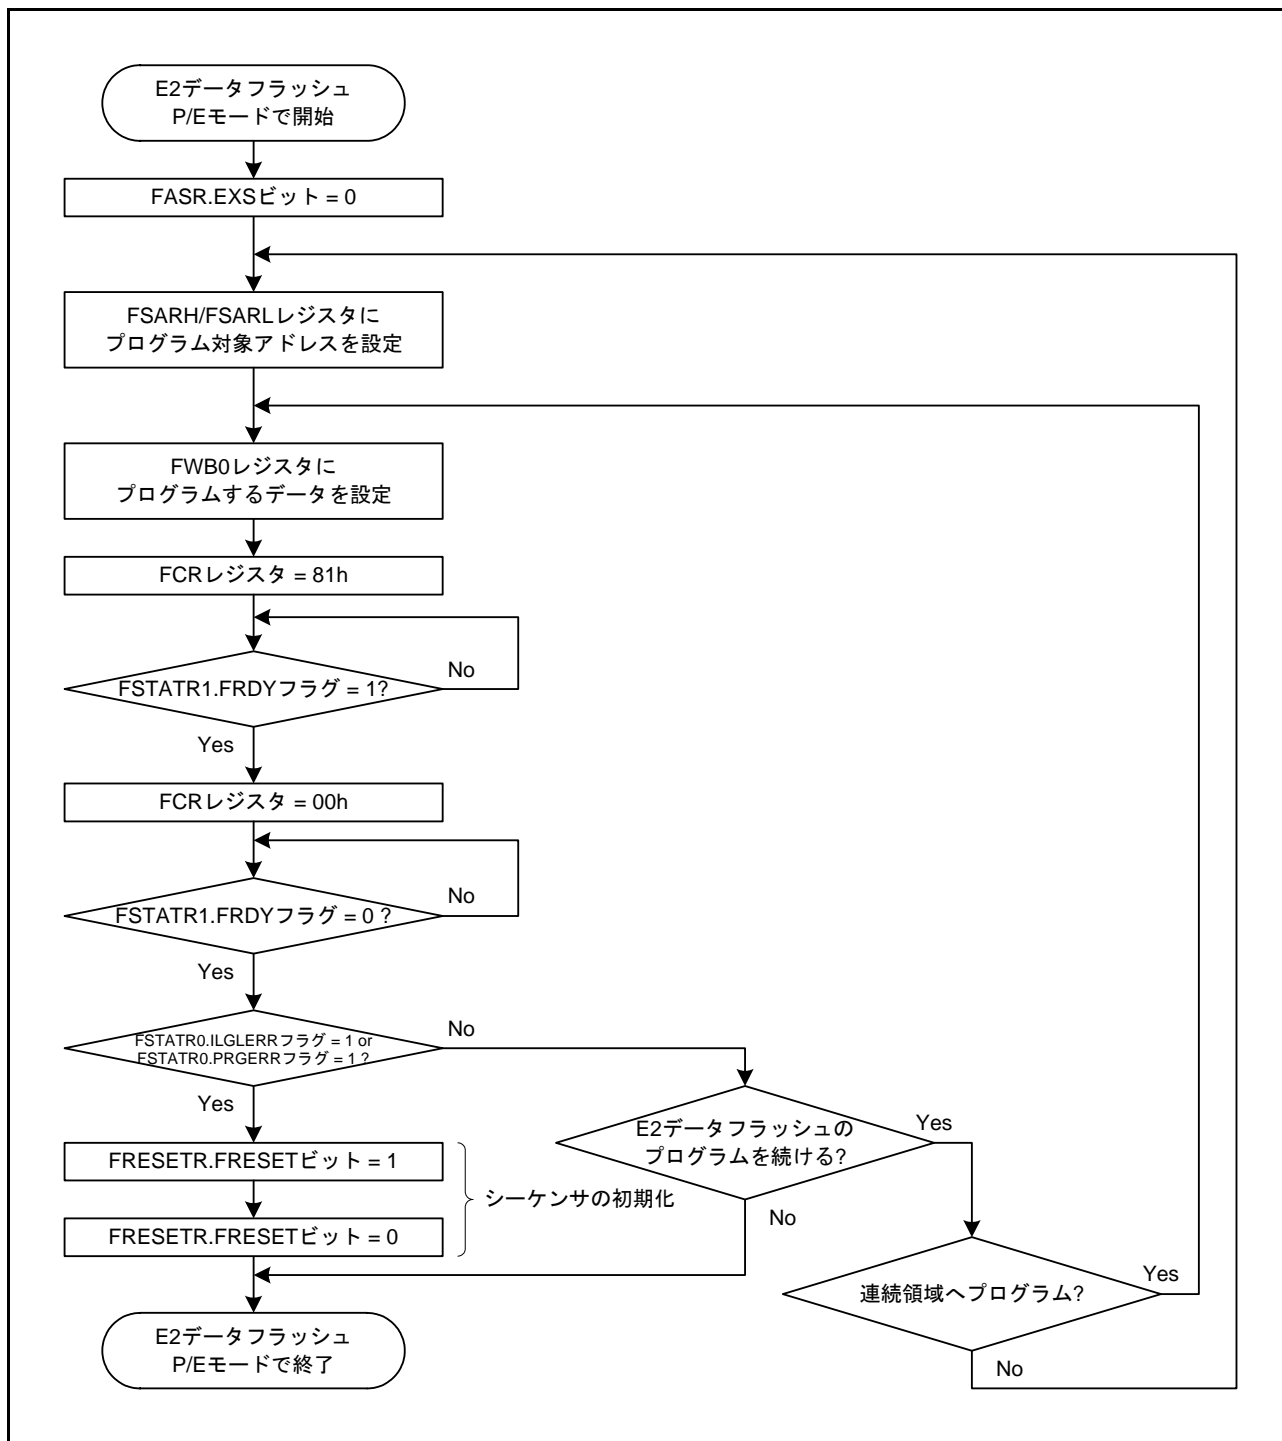 E2データフラッシュ
P/Eモードで開始
FASR.EXSビット = 0
FSARH/FSARLレジスタに
プログラム対象アドレスを設定
FWB0レジスタに
プログラムするデータを設定
FCRレジスタ = 81h
FSTATR1.FRDYフラグ = 1?
No
Yes
FCRレジスタ = 00h
FSTATR1.FRDYフラグ = 0 ?
No
Yes
FSTATR0.ILGLERRフラグ = 1 or
FSTATR0.PRGERRフラグ = 1 ?
No
Yes
E2データフラッシュの
プログラムを続ける?
Yes
No
FRESETR.FRESETビット = 1
FRESETR.FRESETビット = 0
シーケンサの初期化
連続領域へプログラム?
Yes
No
E2データフラッシュ
P/Eモードで終了